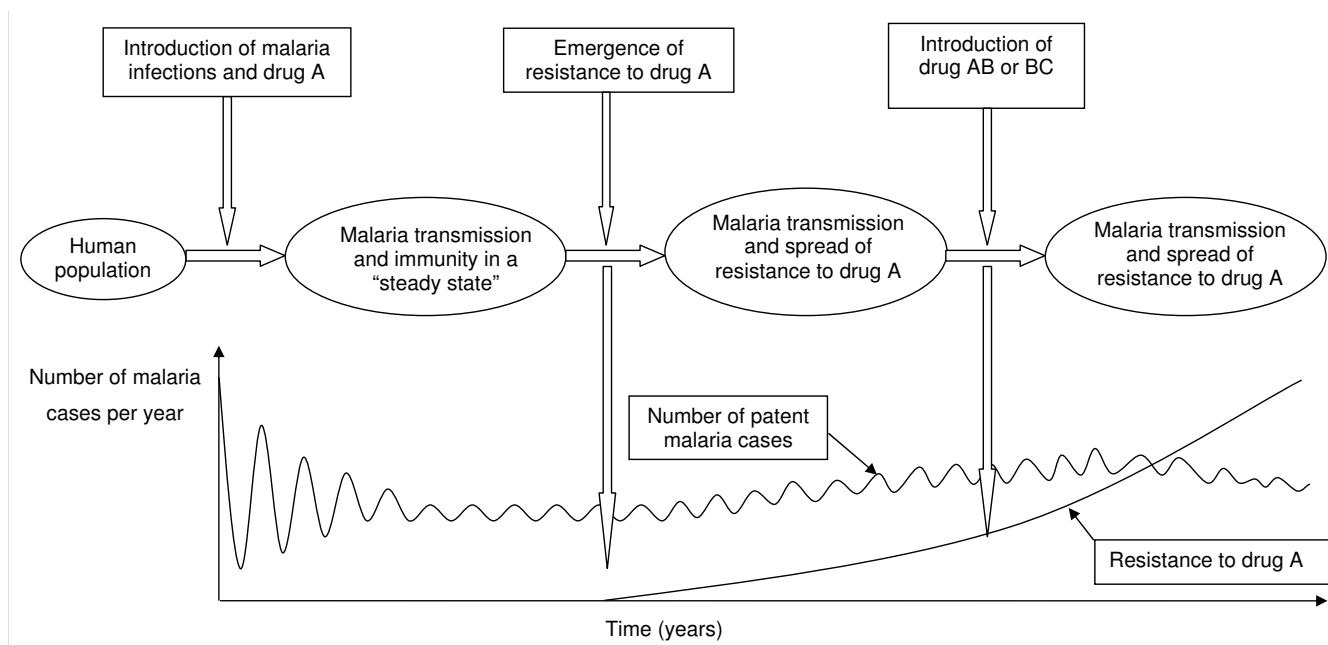 Introduction of malaria
infections and drug A
Emergence of
resistance to drug A
Introduction of
drug AB or BC
Human
population
Malaria transmission
and immunity in a
“steady state”
Malaria transmission
and spread of
resistance to drug A
Malaria transmission
and spread of
resistance to drug A
Number of malaria
cases per year
Number of patent
malaria cases
Resistance to drug A
Time (years)